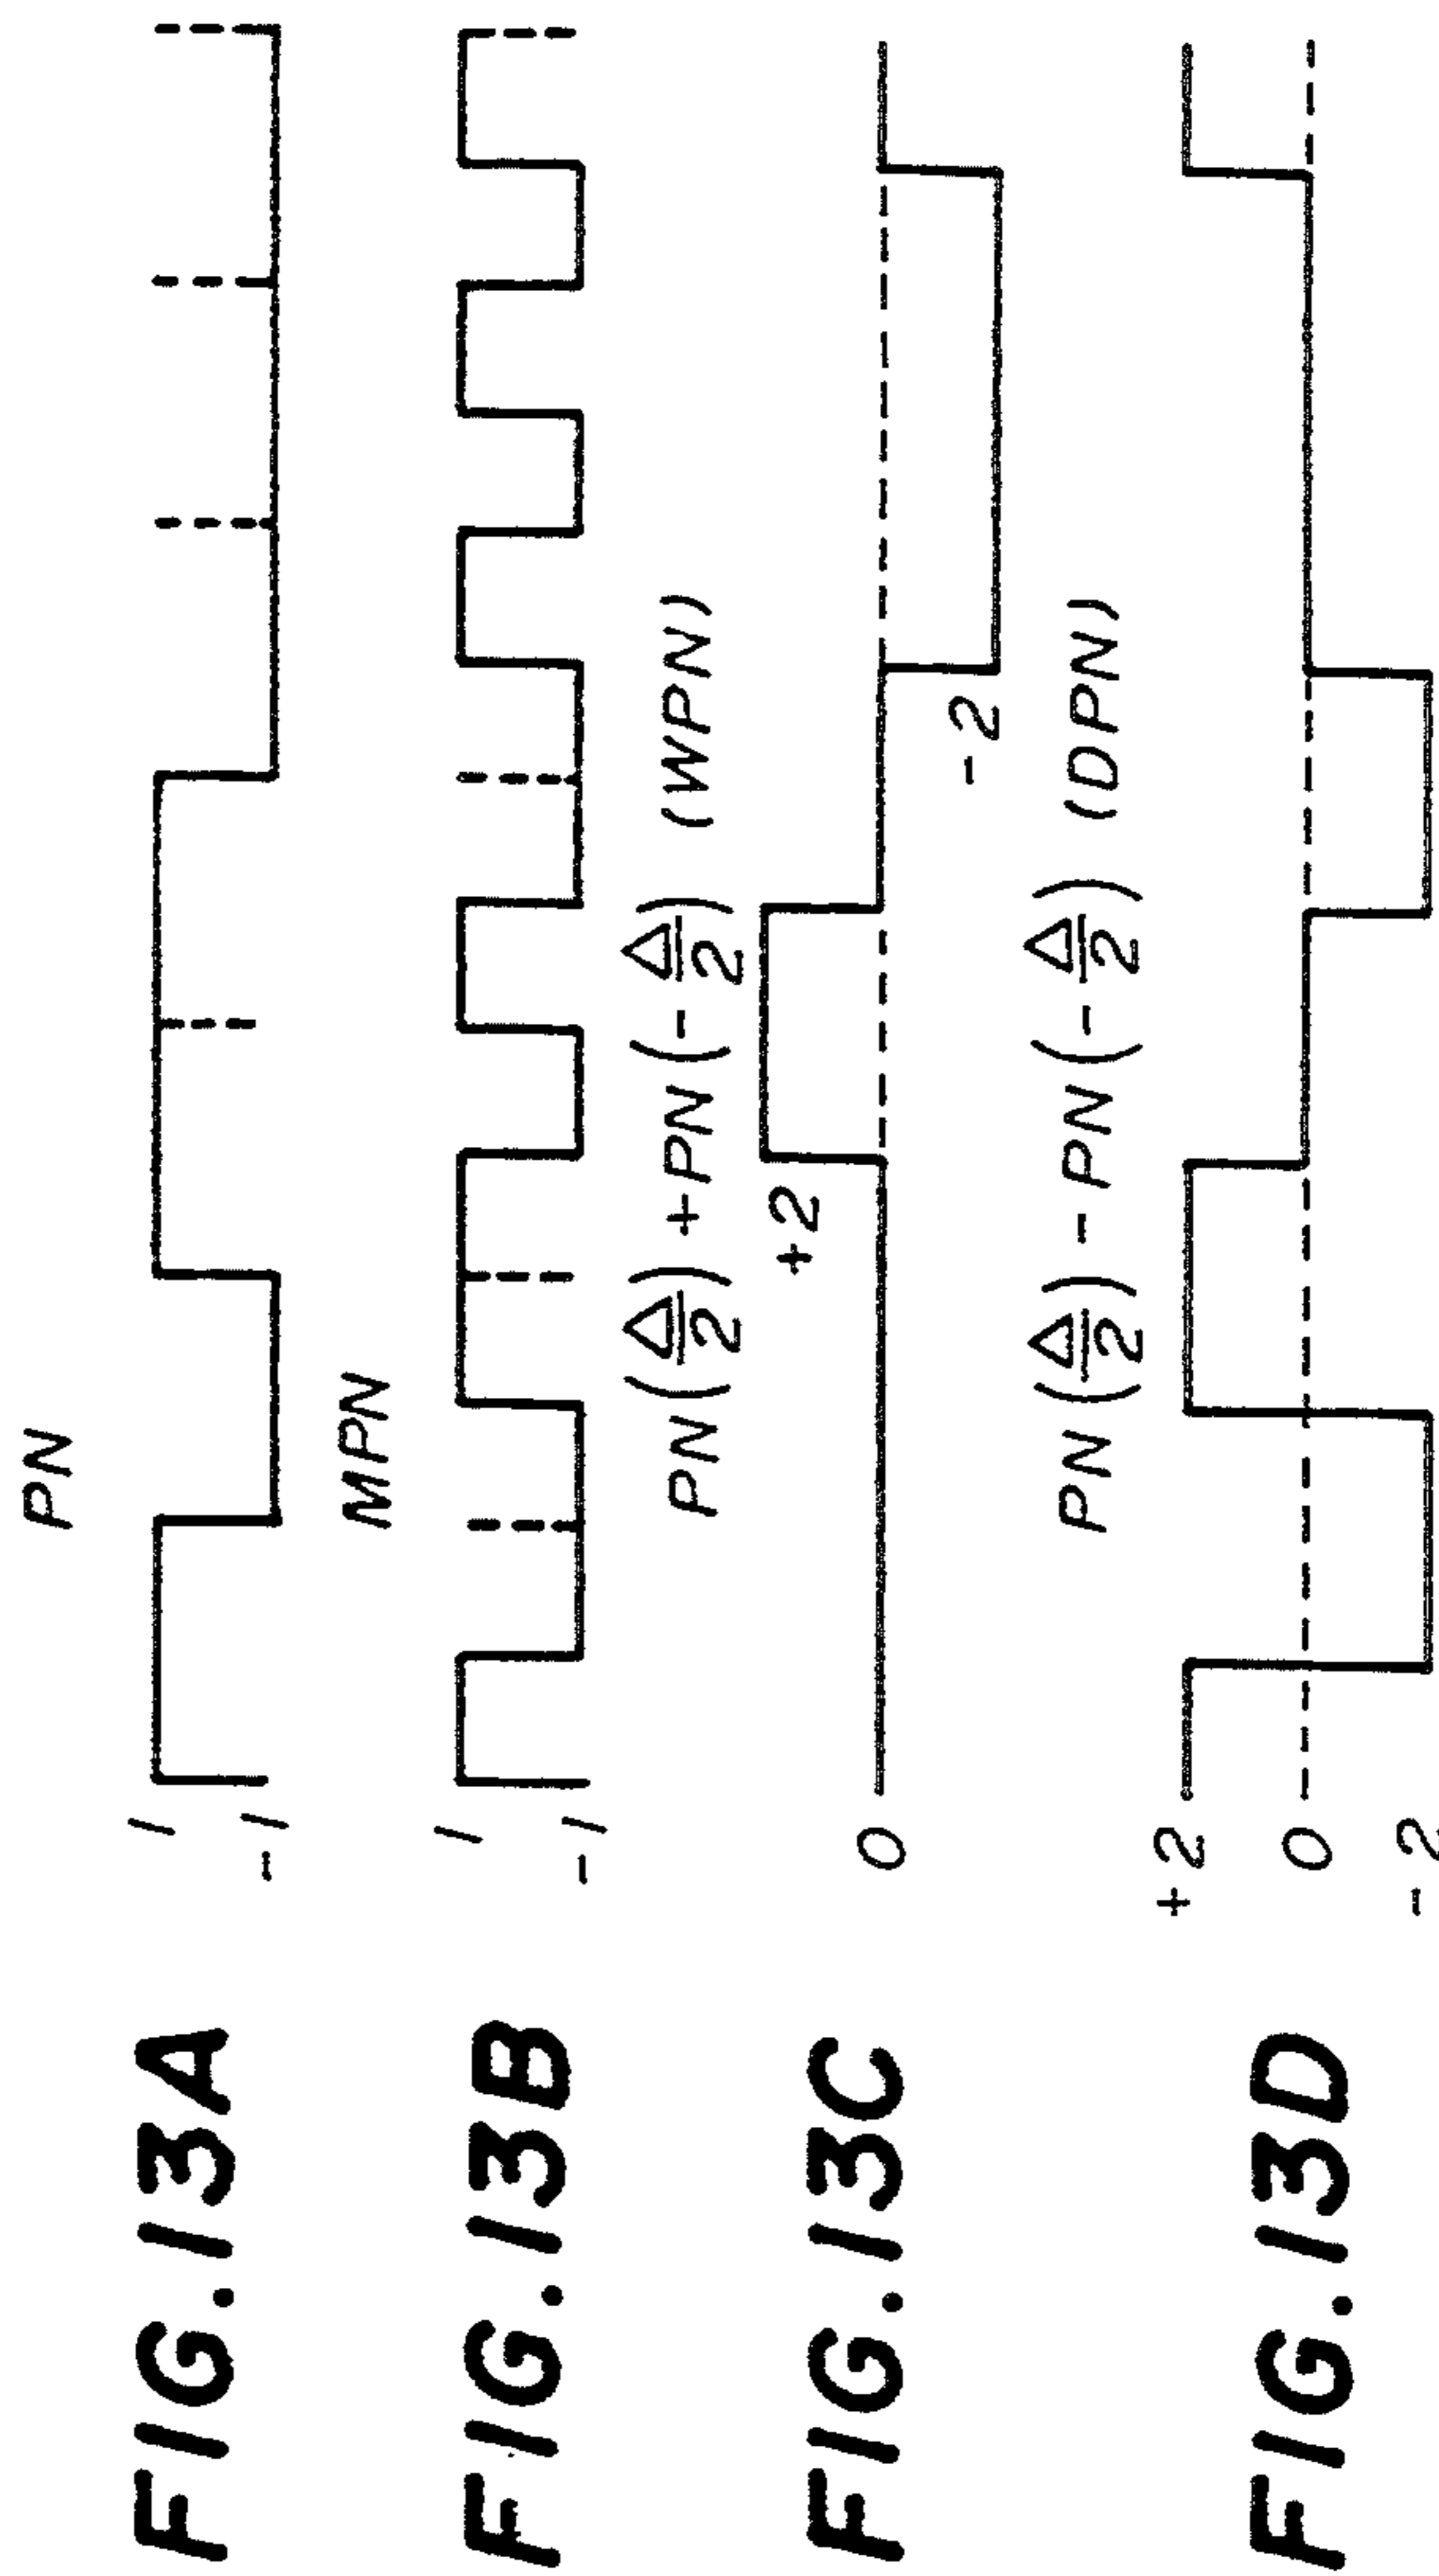 FIG.13A
PN
1
-1
FIG.13B
MPN
1
-1
FIG.13C
PN(Δ/2)+PN(-Δ/2) (WPN)
+2
0
-2
FIG.13D
PN(Δ/2)-PN(-Δ/2) (DPN)
+2
0
-2